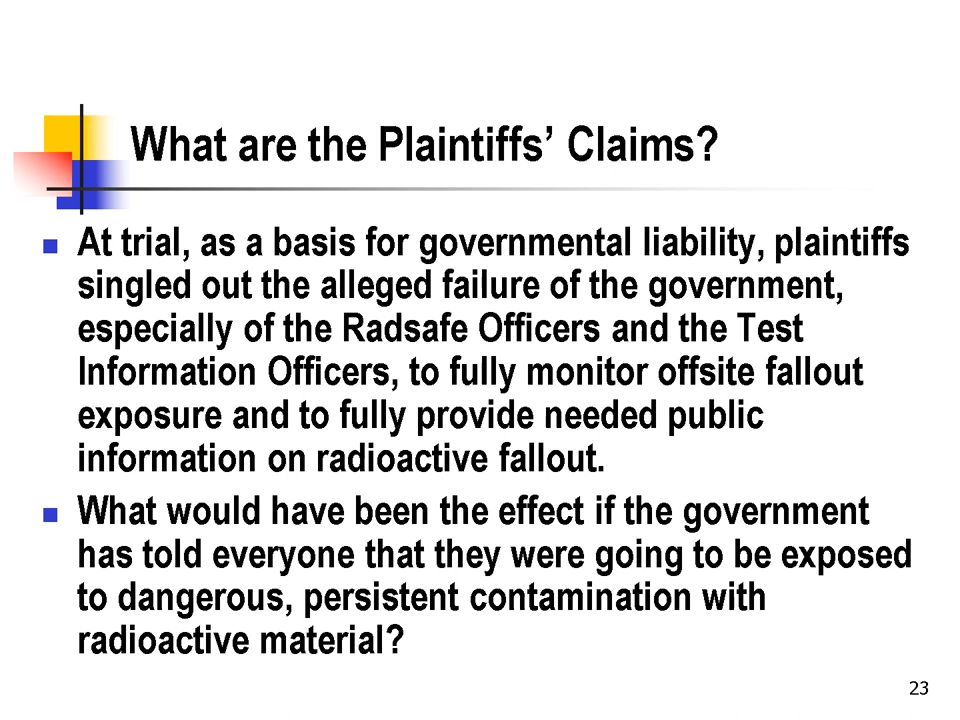 What are the Plaintiffs’ Claims?
At trial, as a basis for governmental liability, plaintiffs
singled out the alleged failure of the government,
especially of the Radsafe Officers and the Test
Information Officers, to fully monitor offsite fallout
exposure and to fully provide needed public
information on radioactive fallout.
What would have been the effect if the government
has told everyone that they were going to be exposed
to dangerous, persistent contamination with
radioactive material?
23